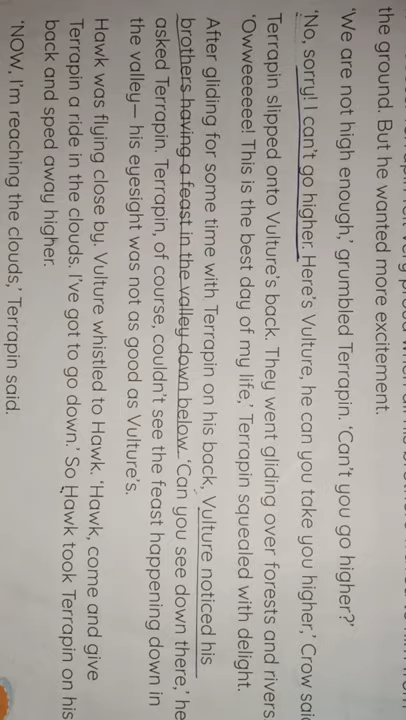 the ground. But he wanted more excitement.
'We are not high enough,' grumbled Terrapin. 'Can't you go higher?'
'No, sorry! I can't go higher. Here's Vulture, he can you take you higher,' Crow said
Terrapin slipped onto Vulture's back. They went gliding over forests and rivers
'Owweeeee! This is the best day of my life,' Terrapin squealed with delight.
After gliding for some time with Terrapin on his back, Vulture noticed his
brothers having a feast in the valley down below. 'Can you see down there,' he
asked Terrapin. Terrapin, of course, couldn't see the feast happening down in
the valley— his eyesight was not as good as Vulture's.
Hawk was flying close by. Vulture whistled to Hawk. 'Hawk, come and give
Terrapin a ride in the clouds. I've got to go down.' So Hawk took Terrapin on his
back and sped away higher.
'NOW, I'm reaching the clouds,' Terrapin said.